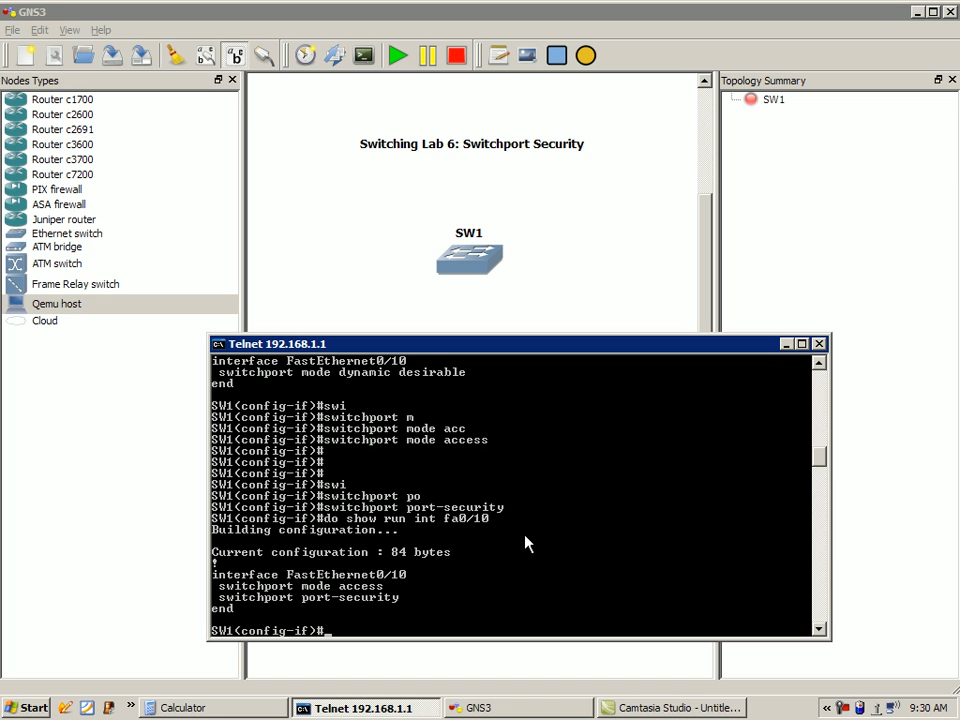 GNS3
File Edit View Help
Nodes Types
Router c1700
Router c2600
Router c2691
Router c3600
Router c3700
Router c7200
PIX firewall
ASA firewall
Juniper router
Ethernet switch
ATM bridge
ATM switch
Frame Relay switch
Qemu host
Cloud
Switching Lab 6: Switchport Security
SW1
Topology Summary
SW1
Telnet 192.168.1.1
interface FastEthernet0/10
switchport mode dynamic desirable
end
SW1(config-if)#swi
SW1(config-if)#switchport m
SW1(config-if)#switchport mode acc
SW1(config-if)#switchport mode access
SW1(config-if)#
SW1(config-if)#
SW1(config-if)#
SW1(config-if)#swi
SW1(config-if)#switchport po
SW1(config-if)#switchport port-security
SW1(config-if)#do show run int fa0/10
Building configuration...
Current configuration : 84 bytes
!
interface FastEthernet0/10
switchport mode access
switchport port-security
end
SW1(config-if)#_
Start » Calculator Telnet 192.168.1.1 GNS3 Camtasia Studio - Untitle... « 9:30 AM